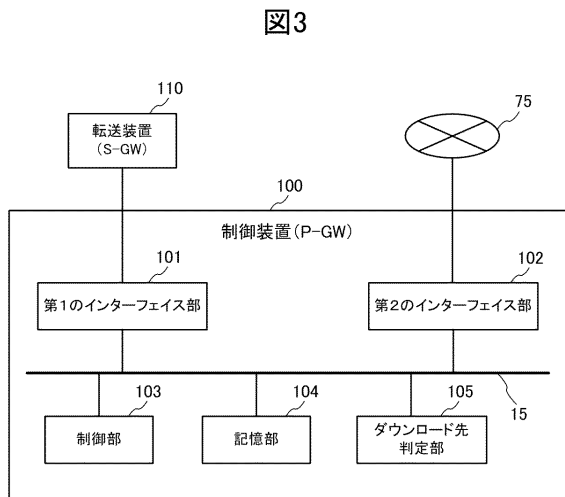 図3
110
転送装置
(S-GW)
75
100
制御装置(P-GW)
101
第1のインターフェイス部
102
第2のインターフェイス部
15
103
制御部
104
記憶部
105
ダウンロード先
判定部